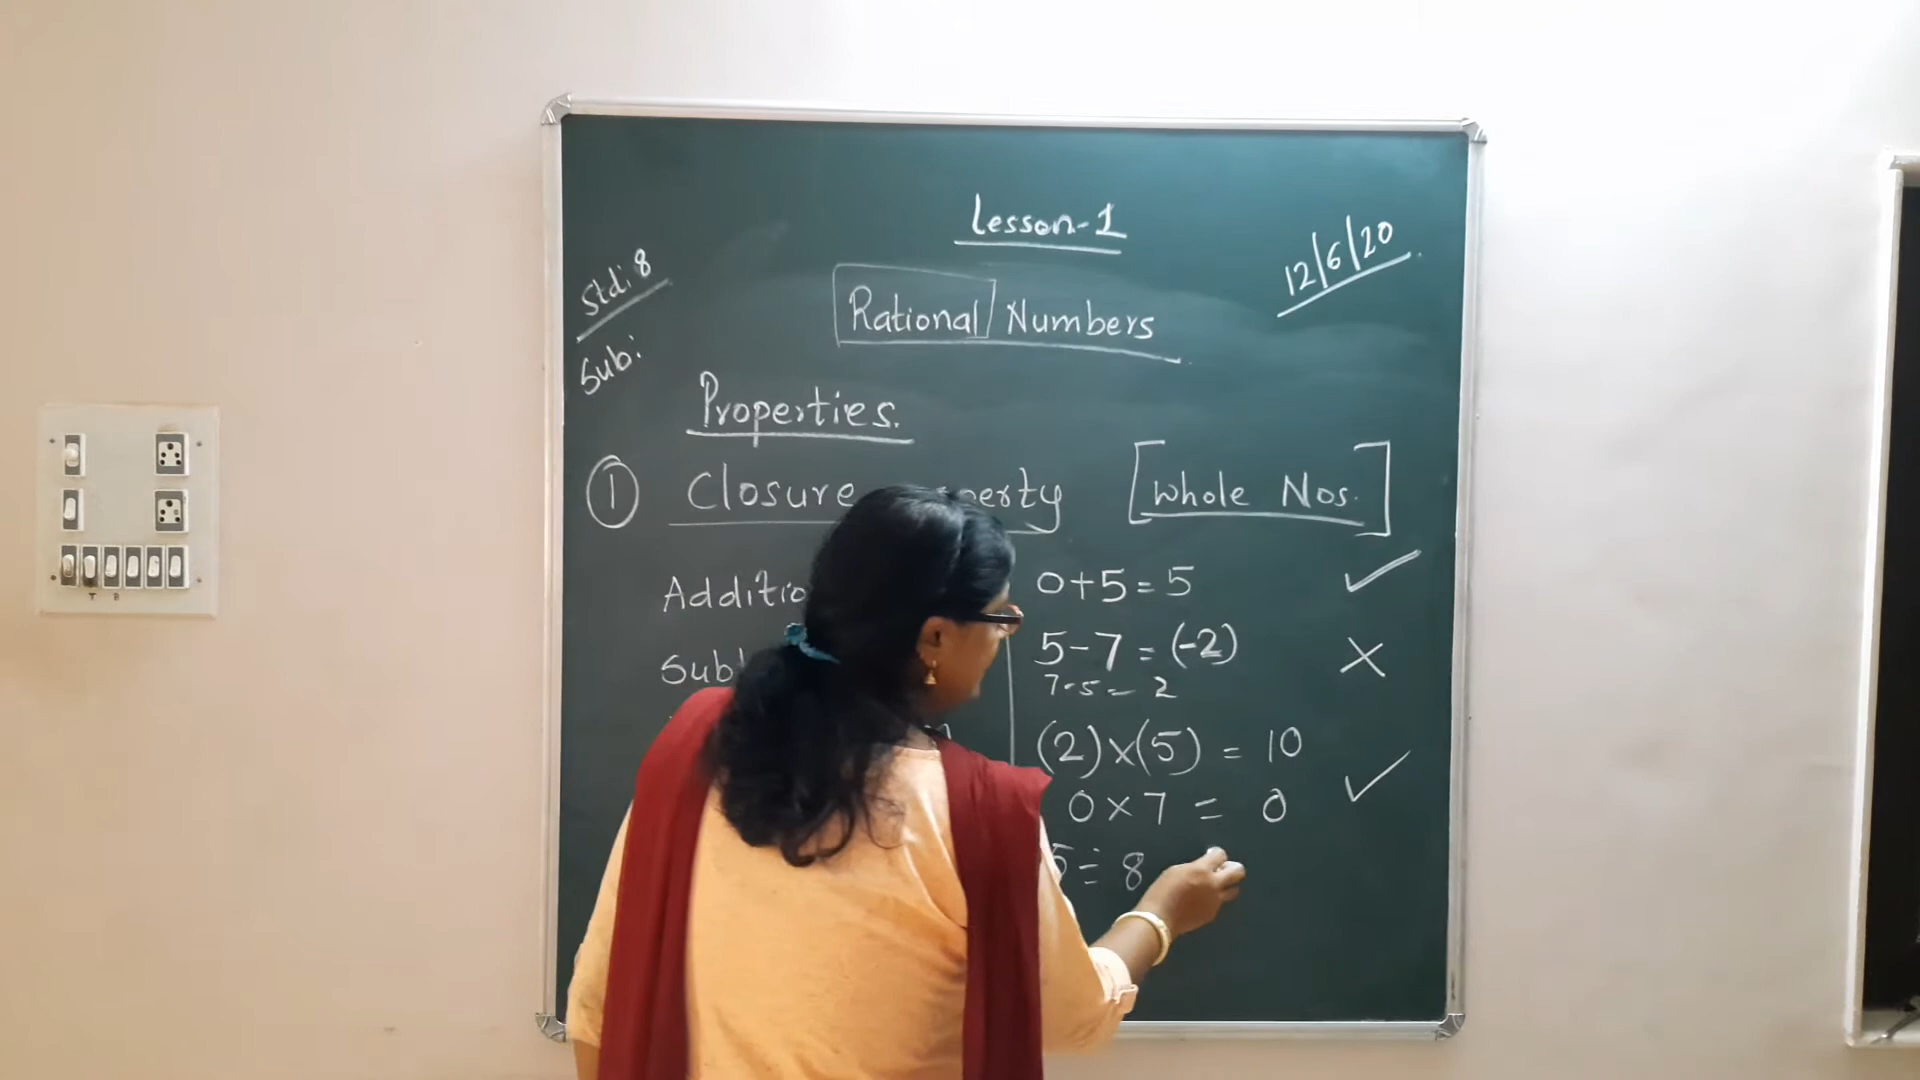 Lesson-1
12/6/20
Std: 8
Sub:
Rational Numbers
Properties.
① Closure [Whole Nos.]
0+5=5 ✓
5-7=(-2) ×
7-5=2
(2)×(5) = 10
0×7 = 0 ✓
5÷8